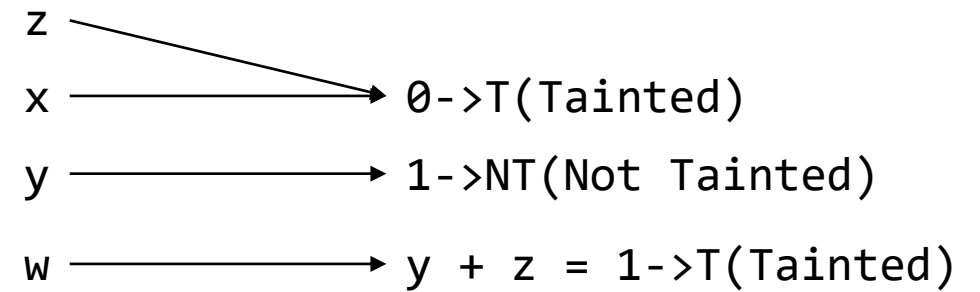 z
x 0->T(Tainted)
y 1->NT(Not Tainted)
w y + z = 1->T(Tainted)